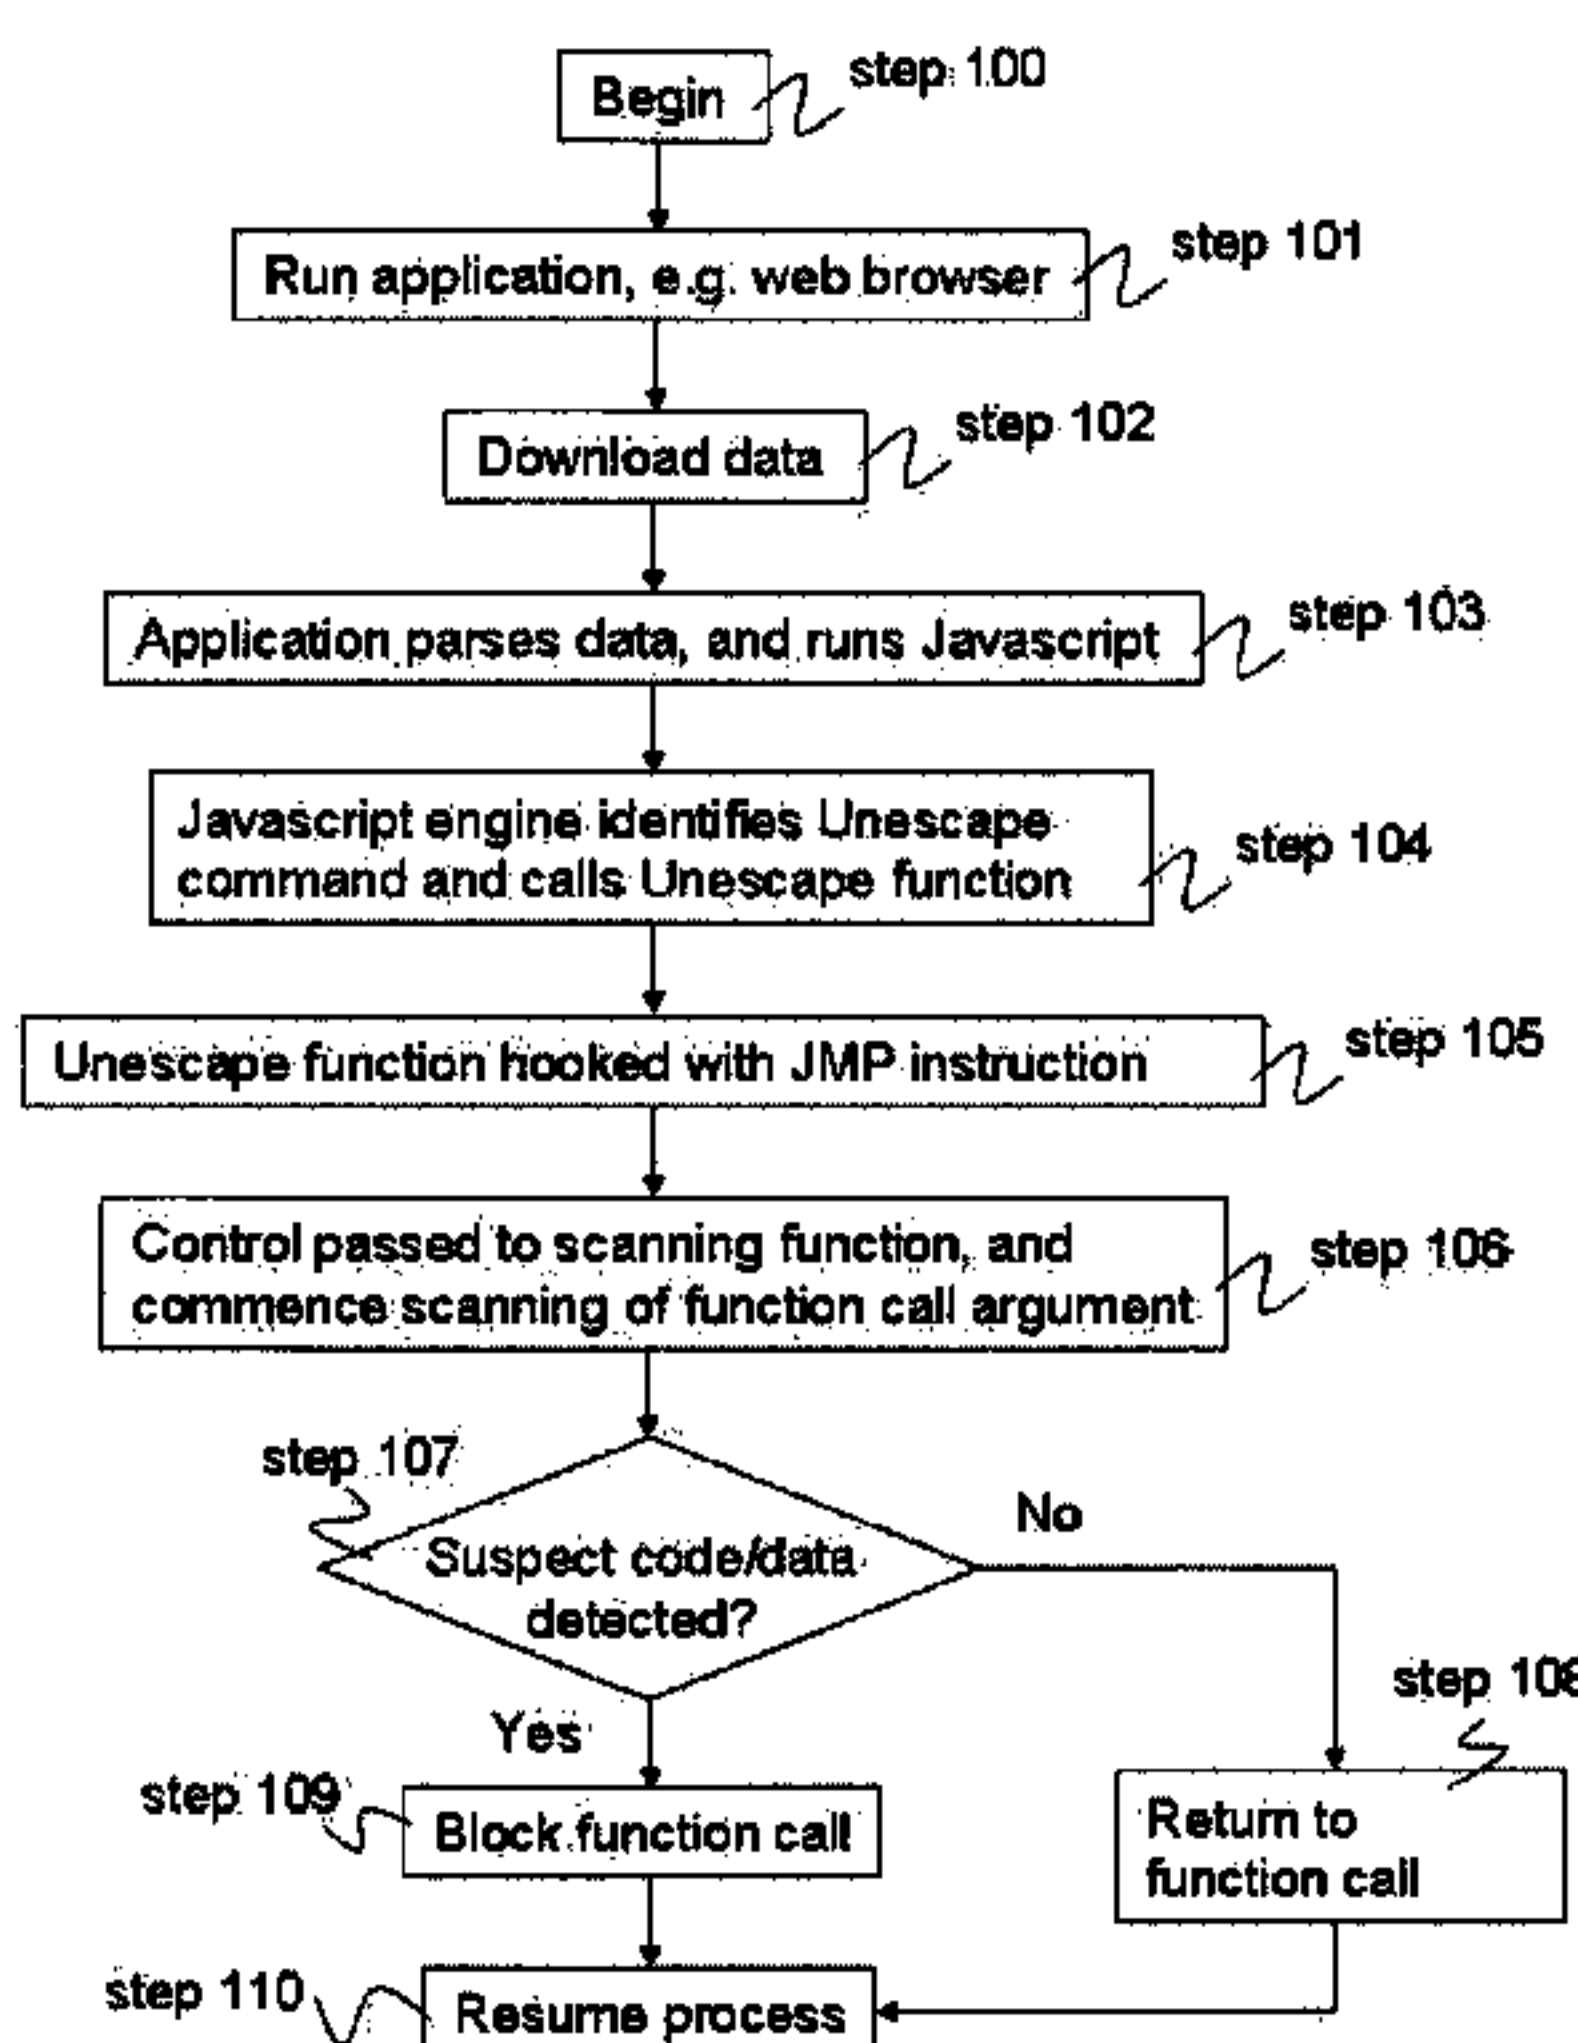 Begin
step 100
Run application, e.g. web browser
step 101
Download data
step 102
Application parses data, and runs Javascript
step 103
Javascript engine identifies Unescape
command and calls Unescape function
step 104
Unescape function hooked with JMP instruction
step 105
Control passed to scanning function, and
commence scanning of function call argument
step 106
step 107
Suspect code/data
detected?
No
Yes
step 108
Return to
function call
step 109
Block function call
step 110
Resume process